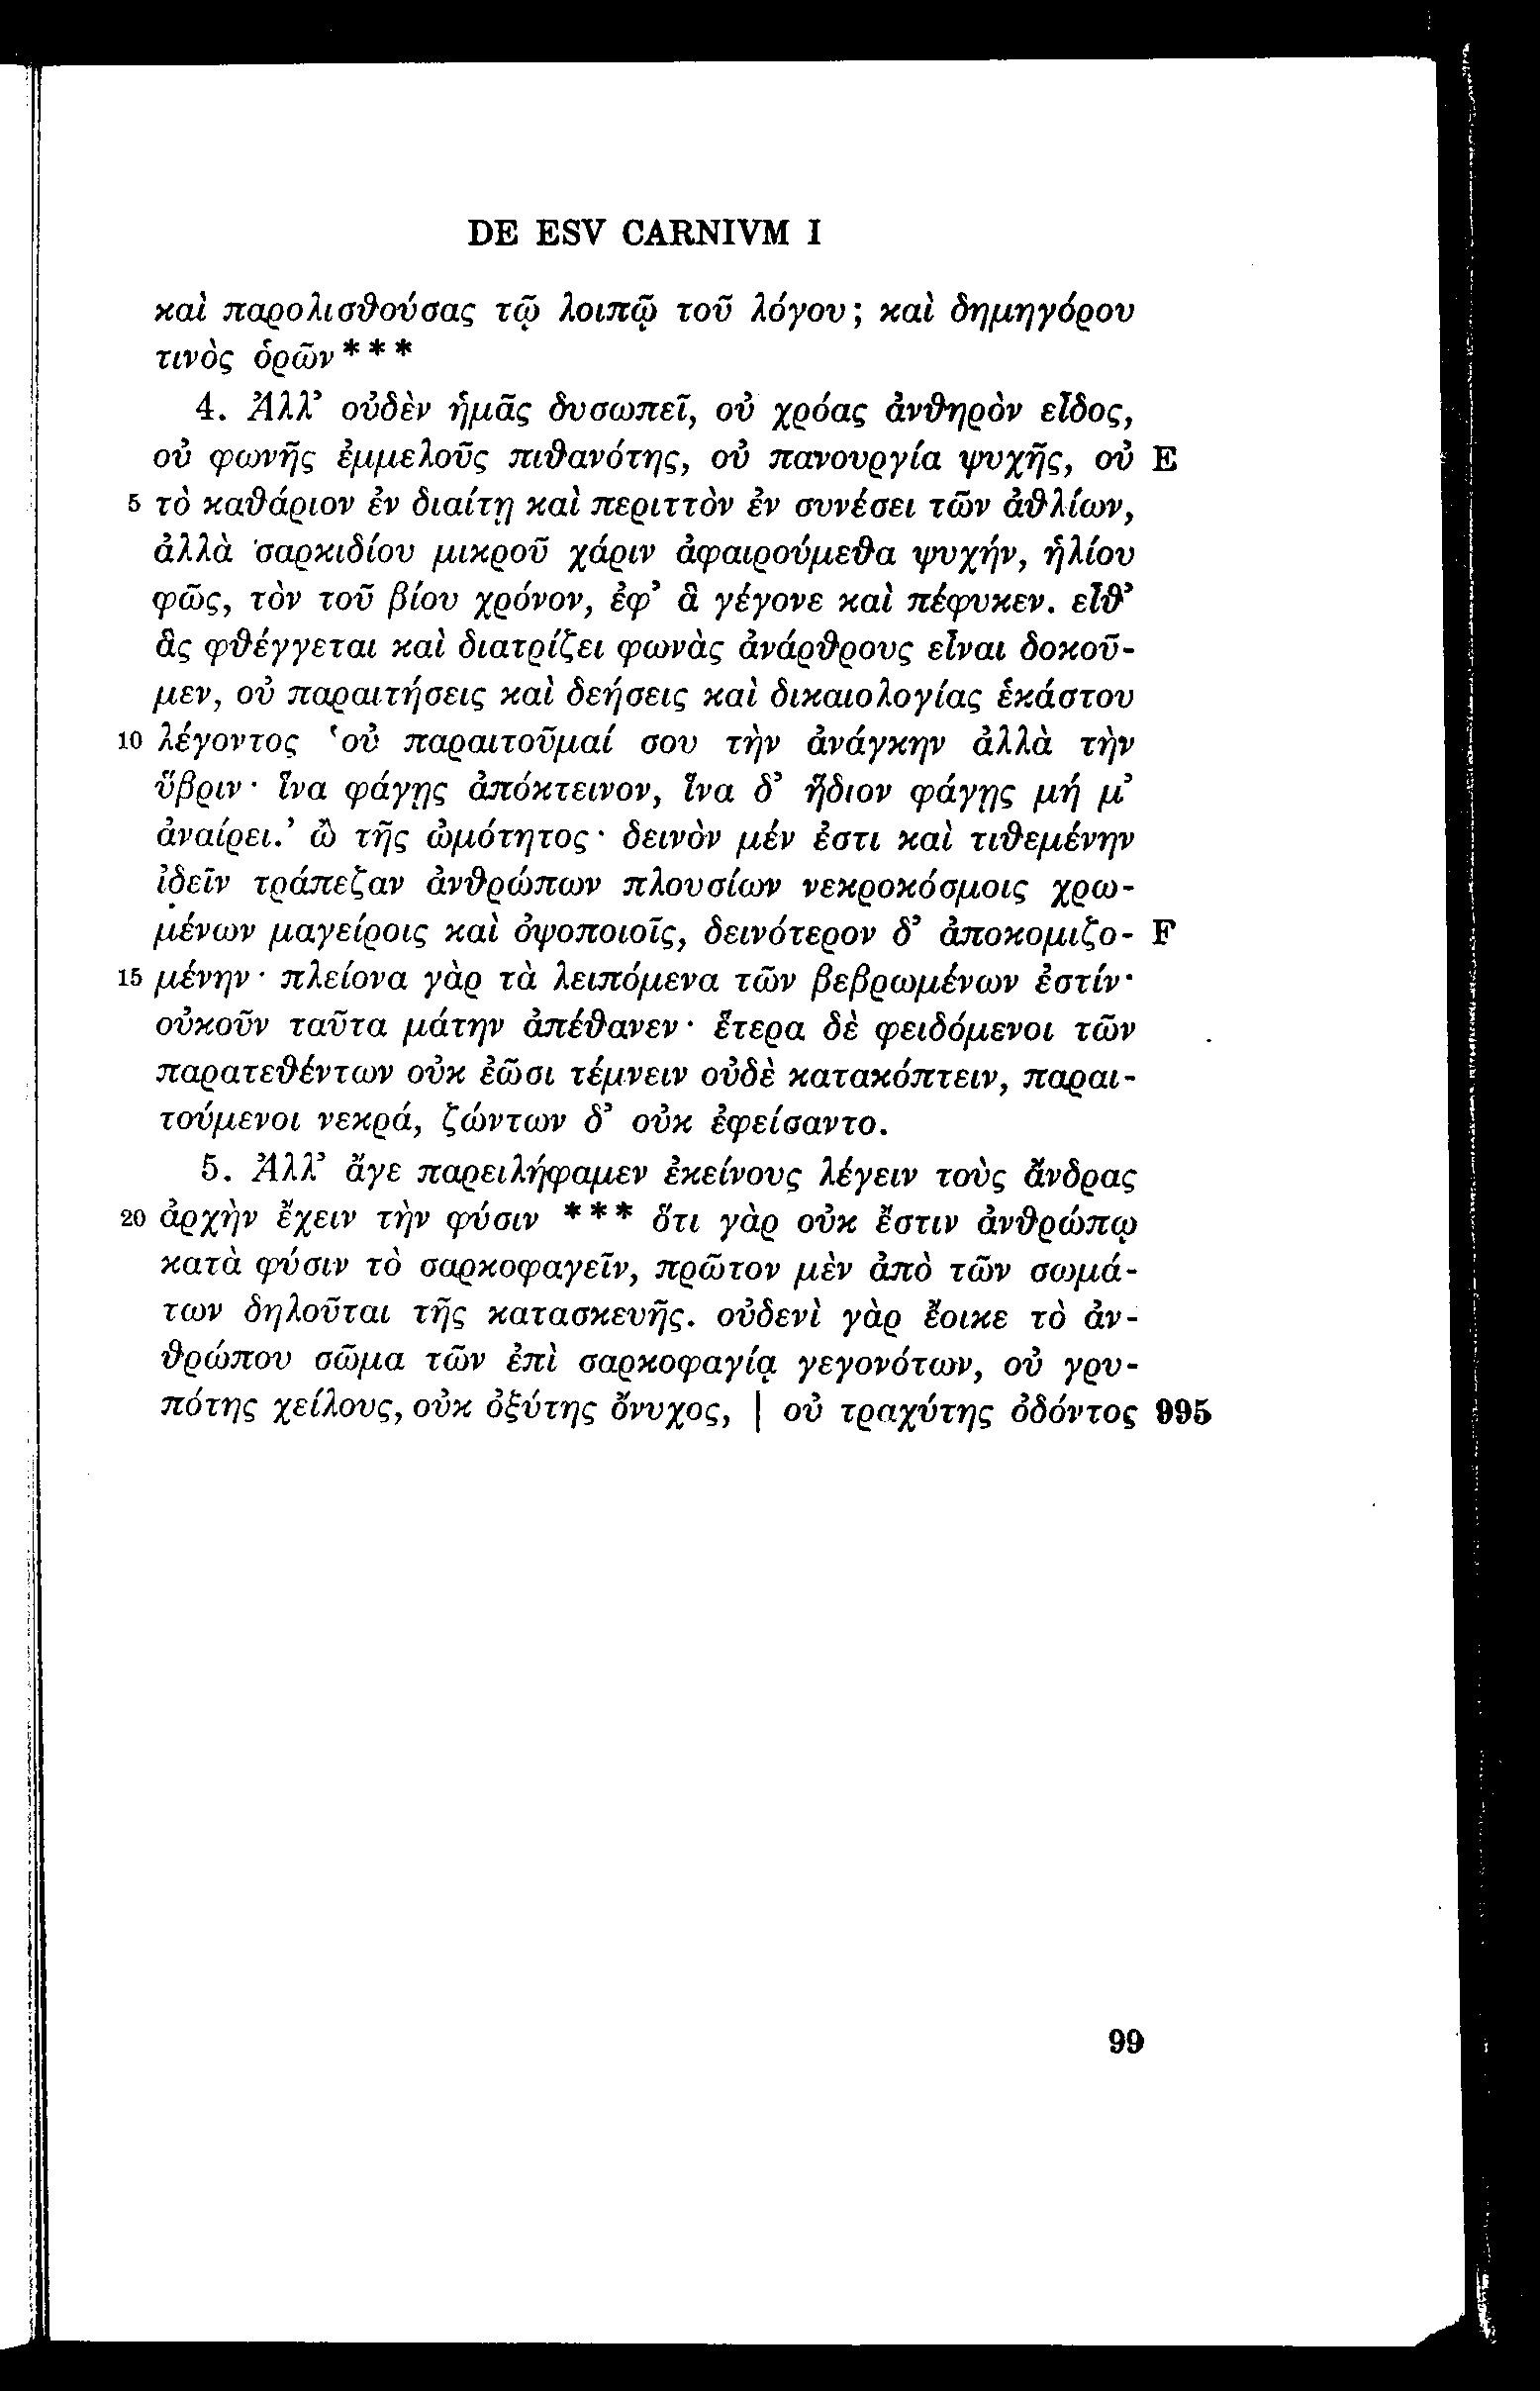 DE ESV CARNIVM I
καὶ παρολισθούσας τῷ λοιπῷ τοῦ λόγου; καὶ δημηγόρου
τινὸς ὁρῶν * * *
4. Ἀλλ’ οὐδὲν ἡμᾶς δυσωπεῖ, οὐ χρόας ἀνθηρὸν εἶδος,
οὐ φωνῆς ἐμμελοῦς πιθανότης, οὐ πανουργία ψυχῆς, οὐ E
5 τὸ καθάριον ἐν διαίτῃ καὶ περιττὸν ἐν συνέσει τῶν ἀθλίων,
ἀλλὰ σαρκιδίου μικροῦ χάριν ἀφαιρούμεθα ψυχήν, ἡλίου
φῶς, τὸν τοῦ βίου χρόνον, ἐφ’ ἃ γέγονε καὶ πέφυκεν. εἶθ’
ἃς φθέγγεται καὶ διατρίζει φωνὰς ἀνάρθρους εἶναι δοκοῦ-
μεν, οὐ παραιτήσεις καὶ δεήσεις καὶ δικαιολογίας ἑκάστου
10 λέγοντος ‘οὐ παραιτοῦμαί σου τὴν ἀνάγκην ἀλλὰ τὴν
ὕβριν· ἵνα φάγῃς ἀπόκτεινον, ἵνα δ’ ἥδιον φάγῃς μή μ’
ἀναίρει.’ ὢ τῆς ὠμότητος· δεινὸν μέν ἐστι καὶ τιθεμένην
ἰδεῖν τράπεζαν ἀνθρώπων πλουσίων νεκροκόσμοις χρω-
μένων μαγείροις καὶ ὀψοποιοῖς, δεινότερον δ’ ἀποκομιζο- F
15 μένην· πλείονα γὰρ τὰ λειπόμενα τῶν βεβρωμένων ἐστίν·
οὐκοῦν ταῦτα μάτην ἀπέθανεν· ἕτερα δὲ φειδόμενοι τῶν
παρατεθέντων οὐκ ἐῶσι τέμνειν οὐδὲ κατακόπτειν, παραι-
τούμενοι νεκρά, ζώντων δ’ οὐκ ἐφείσαντο.
5. Ἀλλ’ ἄγε παρειλήφαμεν ἐκείνους λέγειν τοὺς ἄνδρας
20 ἀρχὴν ἔχειν τὴν φύσιν * * * ὅτι γὰρ οὐκ ἔστιν ἀνθρώπῳ
κατὰ φύσιν τὸ σαρκοφαγεῖν, πρῶτον μὲν ἀπὸ τῶν σωμά-
των δηλοῦται τῆς κατασκευῆς. οὐδενὶ γὰρ ἔοικε τὸ ἀν-
θρώπου σῶμα τῶν ἐπὶ σαρκοφαγίᾳ γεγονότων, οὐ γρυ-
πότης χείλους, οὐκ ὀξύτης ὄνυχος, | οὐ τραχύτης ὀδόντος 995
99